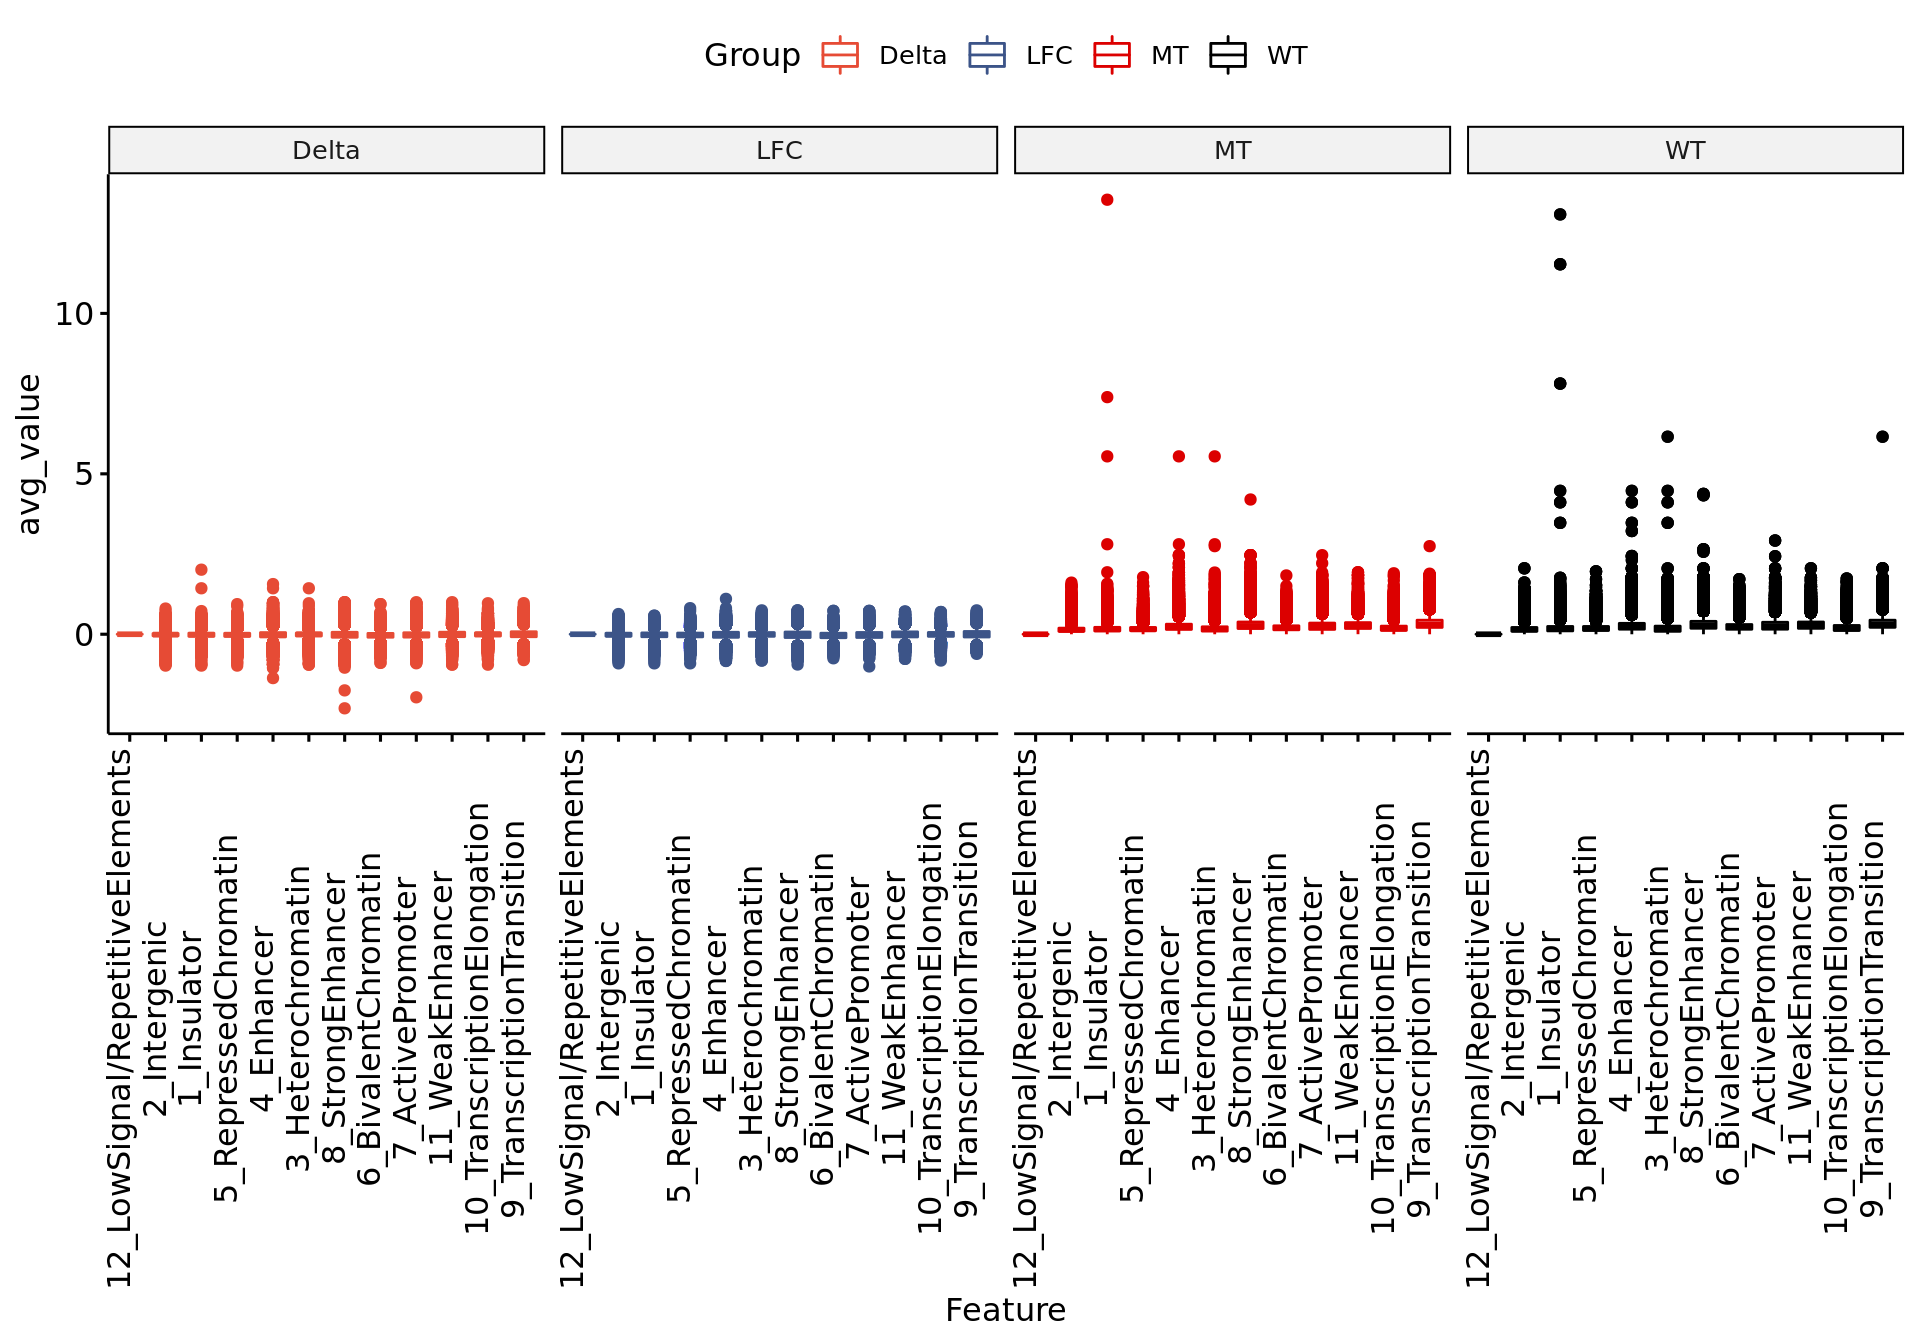 Group Delta LFC MT WT
Delta LFC MT WT
avg_value
10
5
0
12_LowSignal/RepetitiveElements
2_Intergenic
1_Insulator
5_RepressedChromatin
4_Enhancer
3_Heterochromatin
8_StrongEnhancer
6_BivalentChromatin
7_ActivePromoter
11_WeakEnhancer
10_TranscriptionElongation
9_TranscriptionTransition
12_LowSignal/RepetitiveElements
2_Intergenic
1_Insulator
5_RepressedChromatin
4_Enhancer
3_Heterochromatin
8_StrongEnhancer
6_BivalentChromatin
7_ActivePromoter
11_WeakEnhancer
10_TranscriptionElongation
9_TranscriptionTransition
12_LowSignal/RepetitiveElements
2_Intergenic
1_Insulator
5_RepressedChromatin
4_Enhancer
3_Heterochromatin
8_StrongEnhancer
6_BivalentChromatin
7_ActivePromoter
11_WeakEnhancer
10_TranscriptionElongation
9_TranscriptionTransition
12_LowSignal/RepetitiveElements
2_Intergenic
1_Insulator
5_RepressedChromatin
4_Enhancer
3_Heterochromatin
8_StrongEnhancer
6_BivalentChromatin
7_ActivePromoter
11_WeakEnhancer
10_TranscriptionElongation
9_TranscriptionTransition
Feature